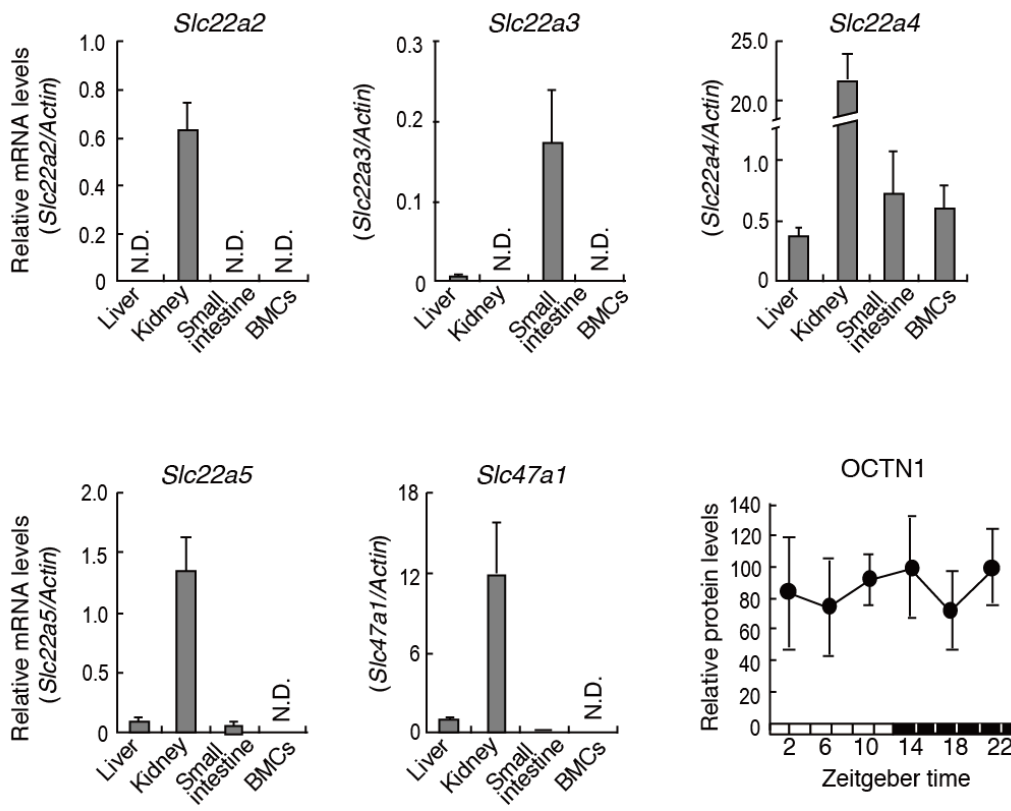 Slc22a2
Relative mRNA levels
(Slc22a2/Actin)
1.0
0.8
0.6
0.4
0.2
0
N.D.
N.D.
N.D.
Liver
Kidney
Small
intestine
BMCs
Slc22a3
(Slc22a3/Actin)
0.3
0.2
0.1
0
N.D.
N.D.
Liver
Kidney
Small
intestine
BMCs
Slc22a4
(Slc22a4/Actin)
25.0
20.0
1.0
0.5
0
Liver
Kidney
Small
intestine
BMCs
Slc22a5
Relative mRNA levels
(Slc22a5/Actin)
2.0
1.5
1.0
0.5
0
N.D.
Liver
Kidney
Small
intestine
BMCs
Slc47a1
(Slc47a1/Actin)
18
12
6
0
N.D.
Liver
Kidney
Small
intestine
BMCs
OCTN1
Relative protein levels
140
120
100
80
60
40
20
0
2 6 10 14 18 22
Zeitgeber time